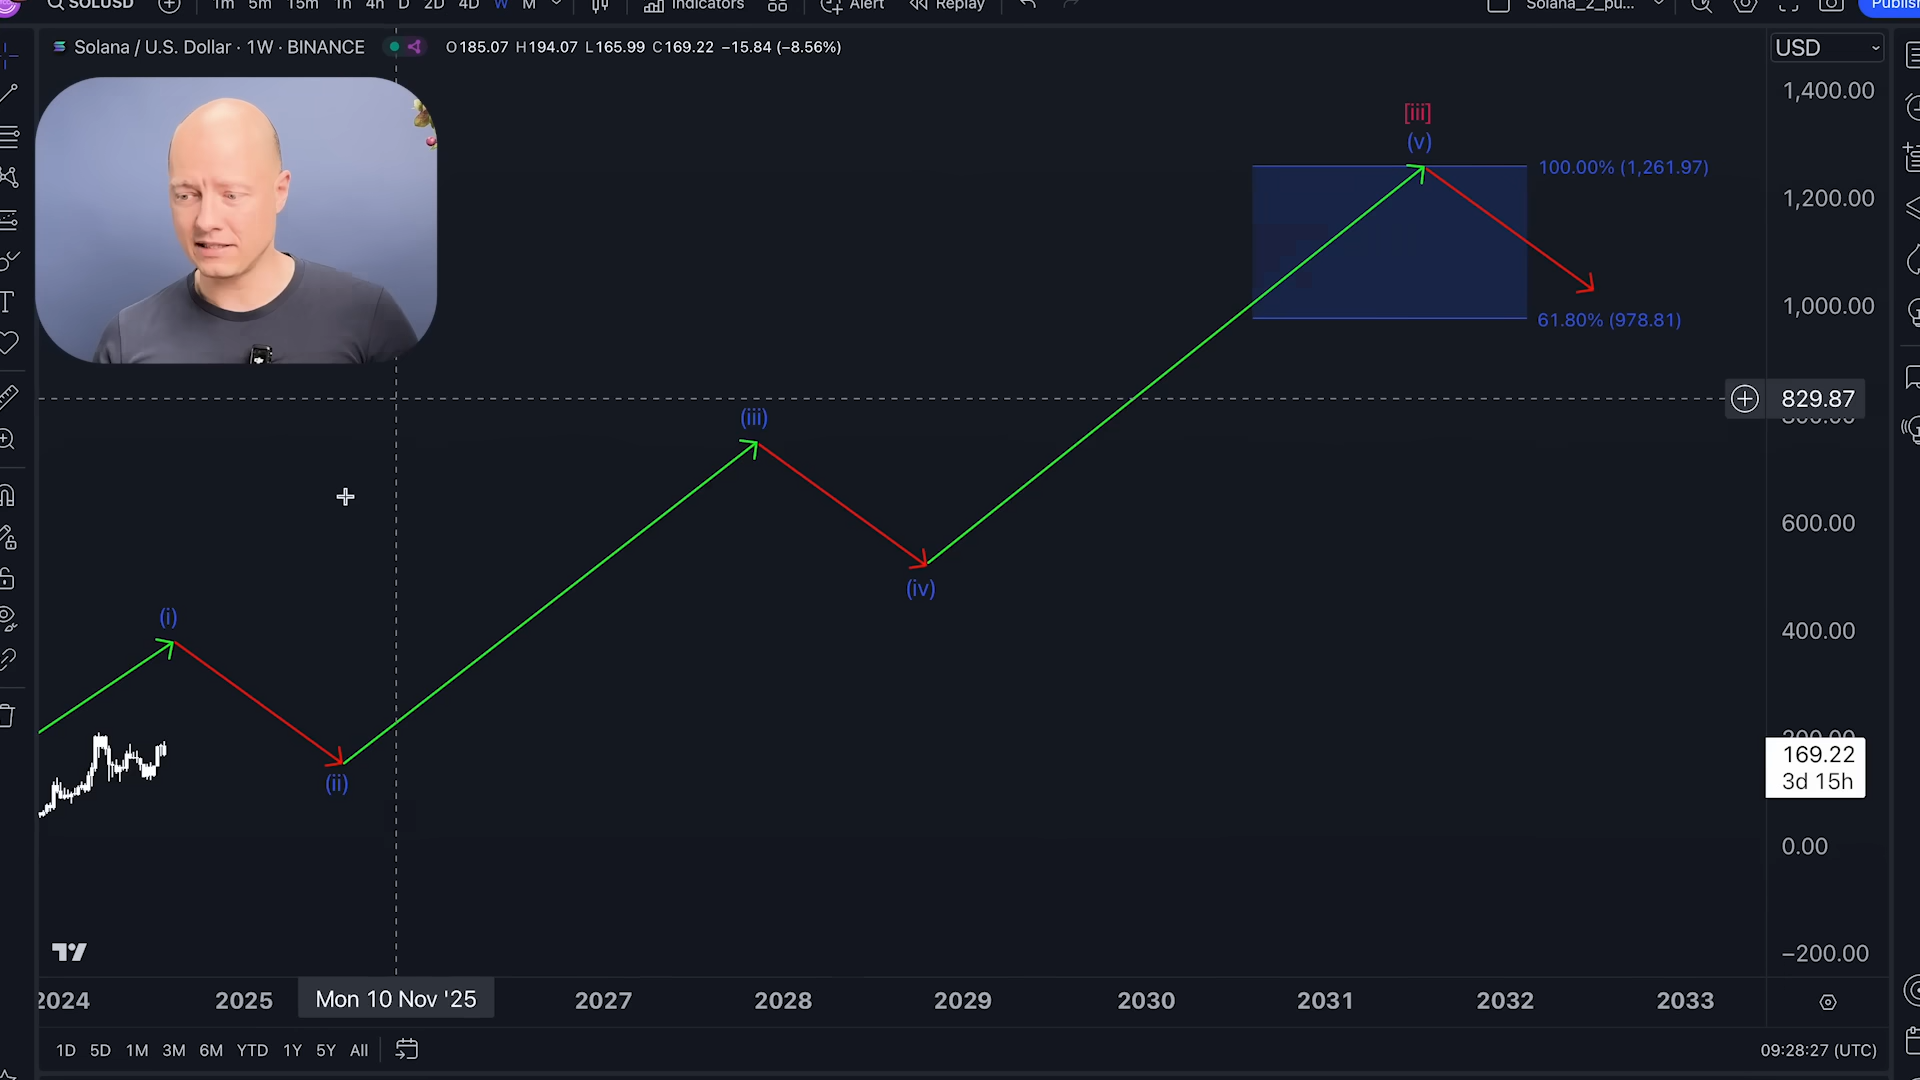 SOLUSD 1m 5m 15m 1h 4h D 2D 4D W M Indicators Alert Replay Solana_2_pu... Publish
Solana / U.S. Dollar · 1W · BINANCE O185.07 H194.07 L165.99 C169.22 −15.84 (−8.56%) USD
1,400.00
[iii]
(v)
100.00% (1,261.97)
1,200.00
1,000.00
61.80% (978.81)
829.87
(iii)
600.00
(iv)
(i)
400.00
(ii)
200.00
169.22
3d 15h
0.00
−200.00
2024 2025 Mon 10 Nov '25 2027 2028 2029 2030 2031 2032 2033
1D 5D 1M 3M 6M YTD 1Y 5Y All 09:28:27 (UTC)